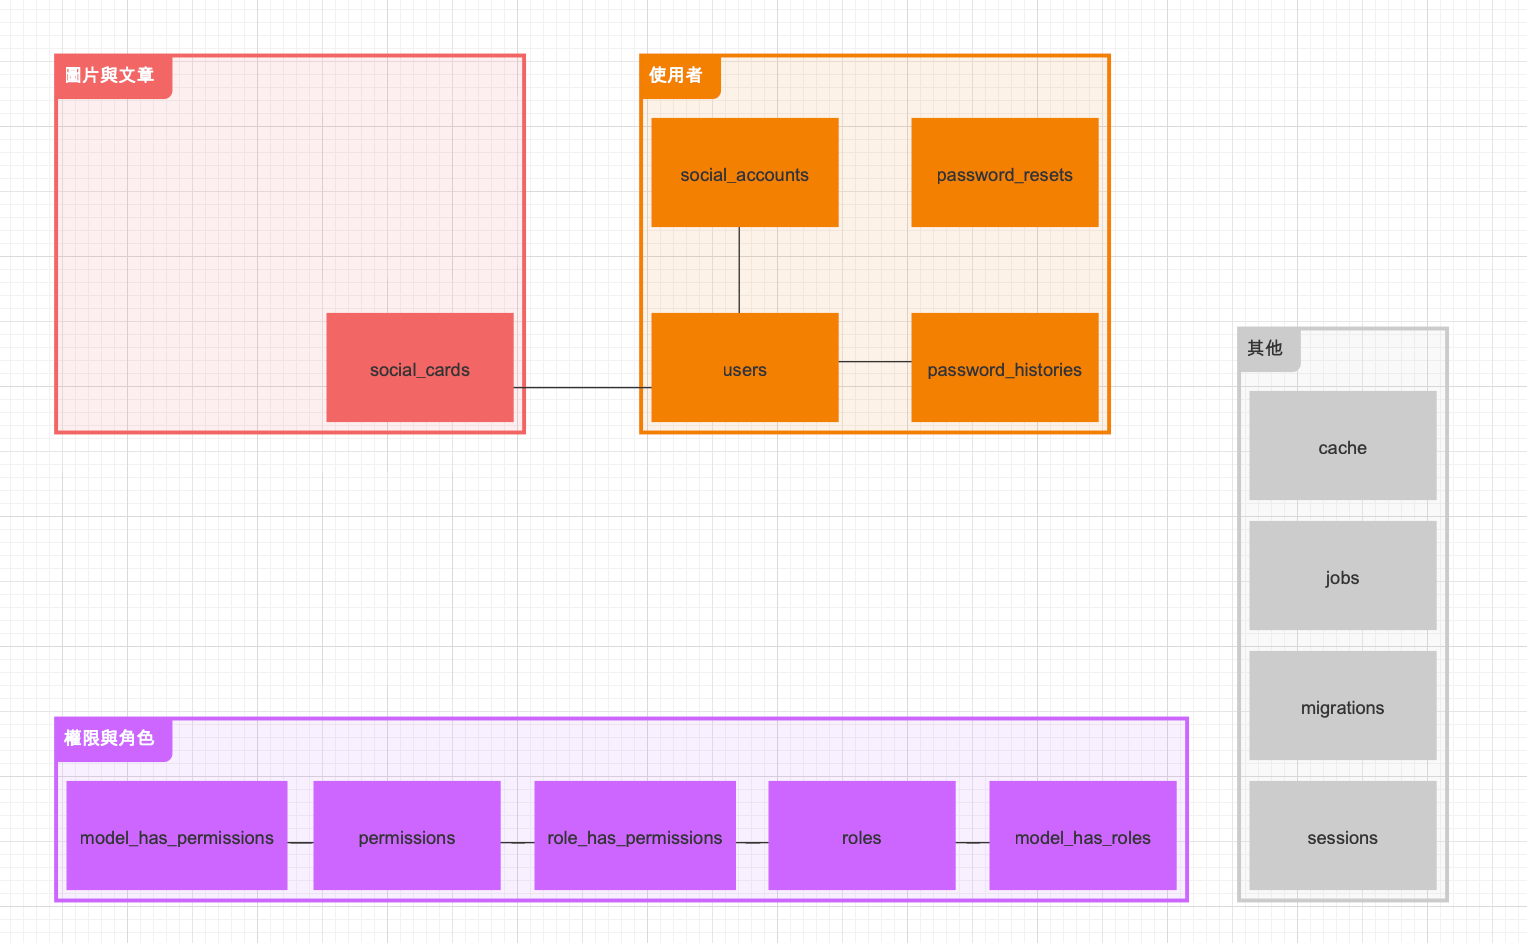 圖片與文章
social_cards
使用者
social_accounts
password_resets
users
password_histories
其他
cache
jobs
migrations
sessions
權限與角色
model_has_permissions
permissions
role_has_permissions
roles
model_has_roles